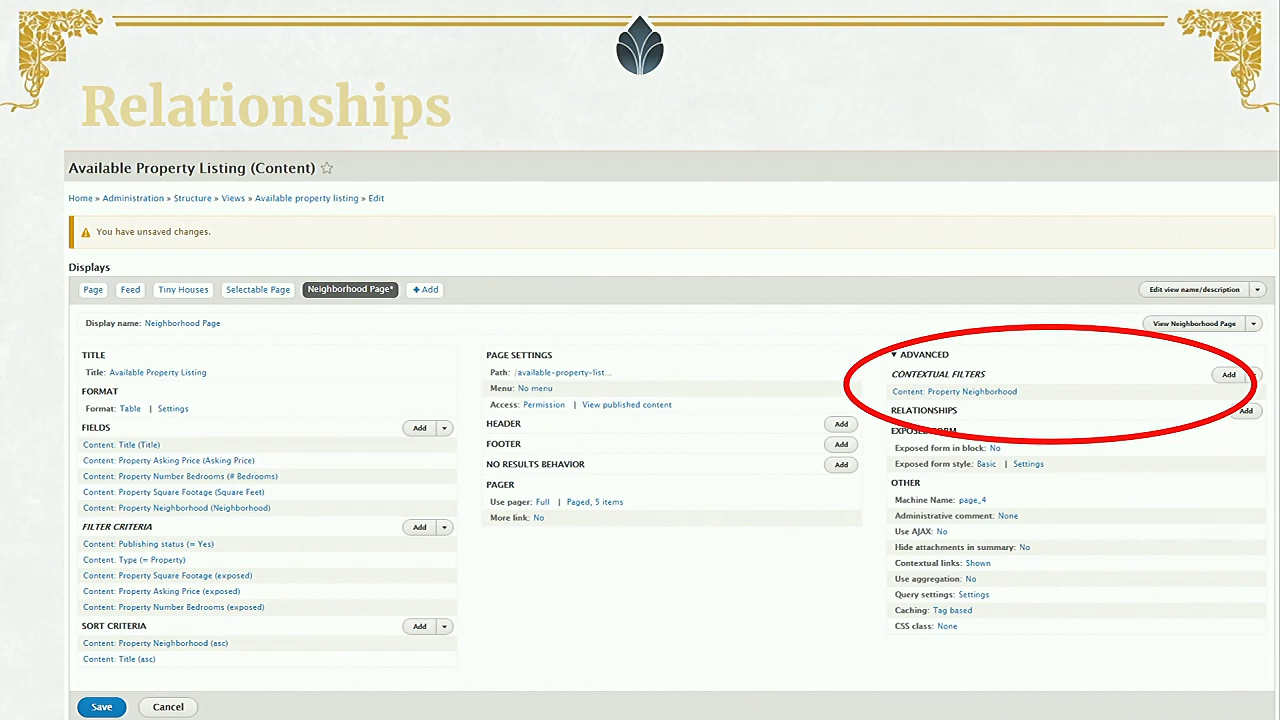 Relationships
Available Property Listing (Content)
Home » Administration » Structure » Views » Available property listing » Edit
You have unsaved changes.
Displays
Page Feed Tiny Houses Selectable Page Neighborhood Page* + Add Edit view name/description
Display name: Neighborhood Page View Neighborhood Page
TITLE
Title: Available Property Listing
FORMAT
Format: Table | Settings
FIELDS Add
Content: Title (Title)
Content: Property Asking Price (Asking Price)
Content: Property Number Bedrooms (# Bedrooms)
Content: Property Square Footage (Square Feet)
Content: Property Neighborhood (Neighborhood)
FILTER CRITERIA Add
Content: Publishing status (= Yes)
Content: Type (= Property)
Content: Property Square Footage (exposed)
Content: Property Asking Price (exposed)
Content: Property Number Bedrooms (exposed)
SORT CRITERIA Add
Content: Property Neighborhood (asc)
Content: Title (asc)
PAGE SETTINGS
Path: /available-property-list...
Menu: No menu
Access: Permission | View published content
HEADER Add
FOOTER Add
NO RESULTS BEHAVIOR Add
PAGER
Use pager: Full | Paged, 5 items
More link: No
▼ ADVANCED
CONTEXTUAL FILTERS Add
Content: Property Neighborhood
RELATIONSHIPS Add
EXPOSED FORM
Exposed form in block: No
Exposed form style: Basic | Settings
OTHER
Machine Name: page_4
Administrative comment: None
Use AJAX: No
Hide attachments in summary: No
Contextual links: Shown
Use aggregation: No
Query settings: Settings
Caching: Tag based
CSS class: None
Save Cancel